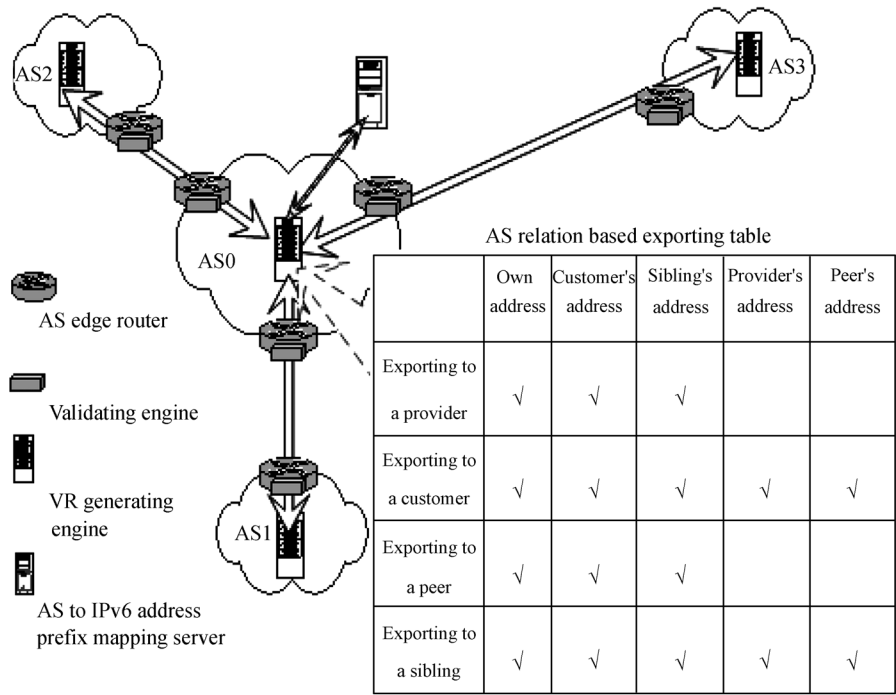 AS2
AS3
AS0
AS1
AS edge router
Validating engine
VR generating
engine
AS to IPv6 address
prefix mapping server
AS relation based exporting table
Own address Customer's address Sibling's address Provider's address Peer's address
Exporting to
a provider √ √ √
Exporting to
a customer √ √ √ √ √
Exporting to
a peer √ √ √
Exporting to
a sibling √ √ √ √ √